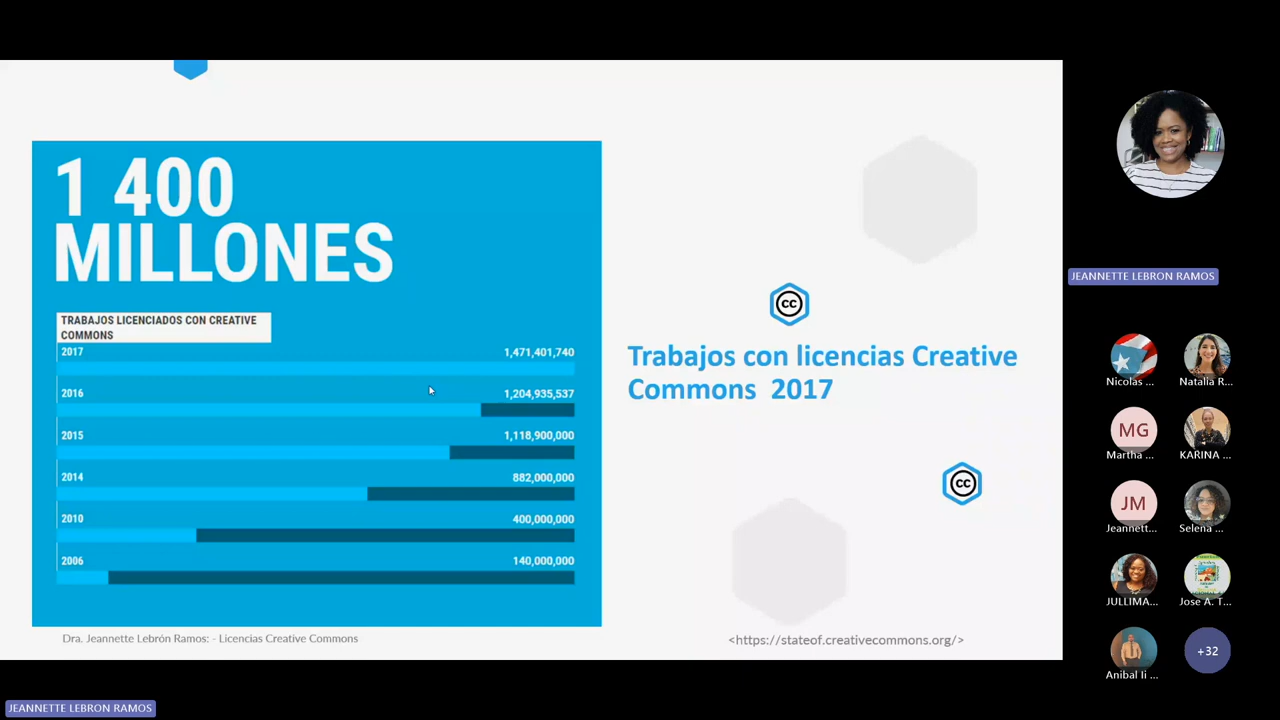 1 400
MILLONES
TRABAJOS LICENCIADOS CON CREATIVE
COMMONS
2017 1,471,401,740
2016 1,204,935,537
2015 1,118,900,000
2014 882,000,000
2010 400,000,000
2006 140,000,000
Dra. Jeannette Lebrón Ramos: - Licencias Creative Commons
cc
Trabajos con licencias Creative
Commons 2017
cc
<https://stateof.creativecommons.org/>
JEANNETTE LEBRON RAMOS
Nicolas ... Natalia R...
MG
Martha ... KARINA ...
JM
Jeannett... Selena ...
JULLIMA... Jose A. T...
Anibal Ii ... +32
JEANNETTE LEBRON RAMOS